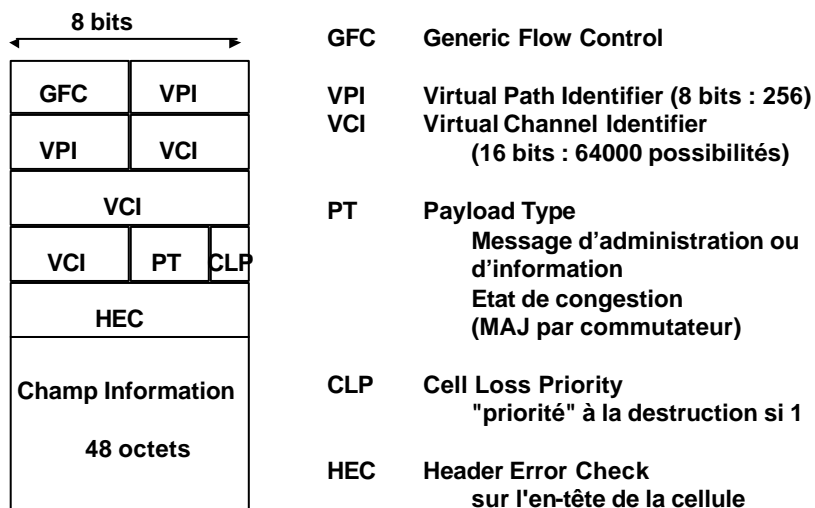 8 bits
GFC VPI
VPI VCI
VCI
VCI PT CLP
HEC
Champ Information
48 octets
GFC Generic Flow Control
VPI Virtual Path Identifier (8 bits : 256)
VCI Virtual Channel Identifier
(16 bits : 64000 possibilités)
PT Payload Type
Message d’administration ou
d’information
Etat de congestion
(MAJ par commutateur)
CLP Cell Loss Priority
"priorité" à la destruction si 1
HEC Header Error Check
sur l'en-tête de la cellule